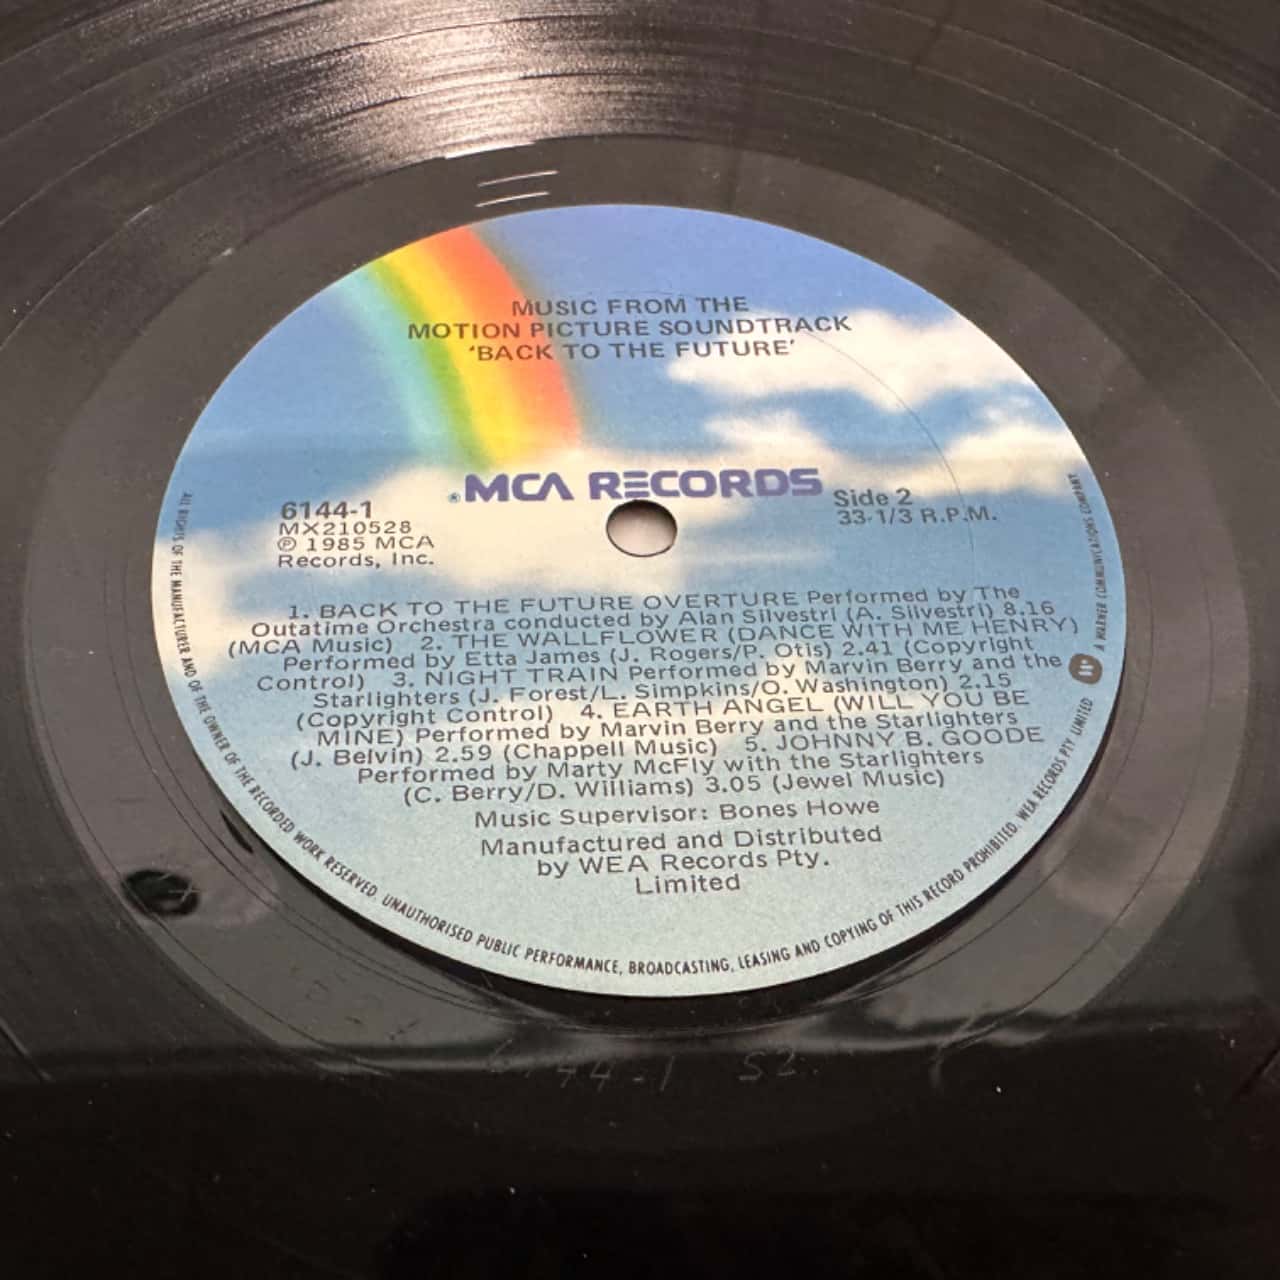 MUSIC FROM THE
MOTION PICTURE SOUNDTRACK
‘BACK TO THE FUTURE’
®MCA RECORDS
6144-1
MX210528
℗ 1985 MCA
Records, Inc.
Side 2
33-1/3 R.P.M.
1. BACK TO THE FUTURE OVERTURE Performed by The
Outatime Orchestra conducted by Alan Silvestri (A. Silvestri) 8.16
(MCA Music) 2. THE WALLFLOWER (DANCE WITH ME HENRY)
Performed by Etta James (J. Rogers/P. Otis) 2.41 (Copyright
Control) 3. NIGHT TRAIN Performed by Marvin Berry and the
Starlighters (J. Forest/L. Simpkins/O. Washington) 2.15
(Copyright Control) 4. EARTH ANGEL (WILL YOU BE
MINE) Performed by Marvin Berry and the Starlighters
(J. Belvin) 2.59 (Chappell Music) 5. JOHNNY B. GOODE
Performed by Marty McFly with the Starlighters
(C. Berry/D. Williams) 3.05 (Jewel Music)
Music Supervisor: Bones Howe
Manufactured and Distributed
by WEA Records Pty.
Limited
ALL RIGHTS OF THE MANUFACTURER AND OF THE OWNER OF THE RECORDED WORK RESERVED. UNAUTHORISED PUBLIC PERFORMANCE, BROADCASTING, LEASING AND COPYING OF THIS RECORD PROHIBITED. WEA RECORDS PTY. LIMITED A WARNER COMMUNICATIONS COMPANY
44-1 S2